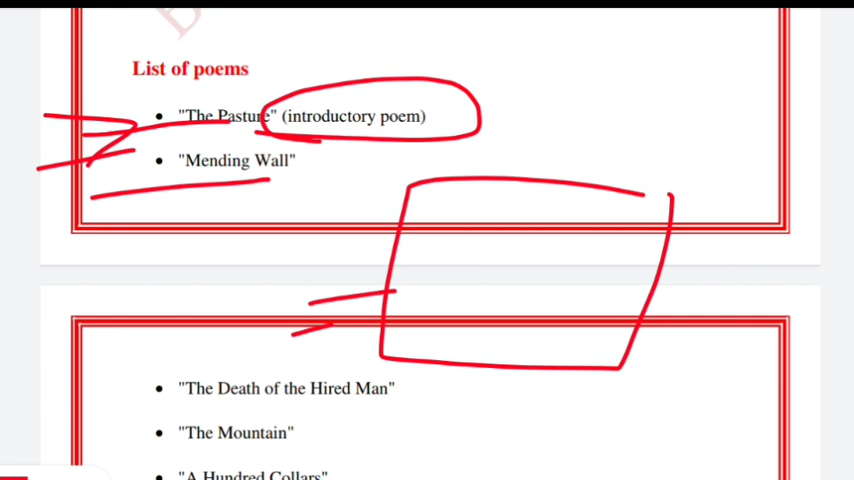 List of poems
• "The Pasture" (introductory poem)
• "Mending Wall"
• "The Death of the Hired Man"
• "The Mountain"
• "A Hundred Collars"